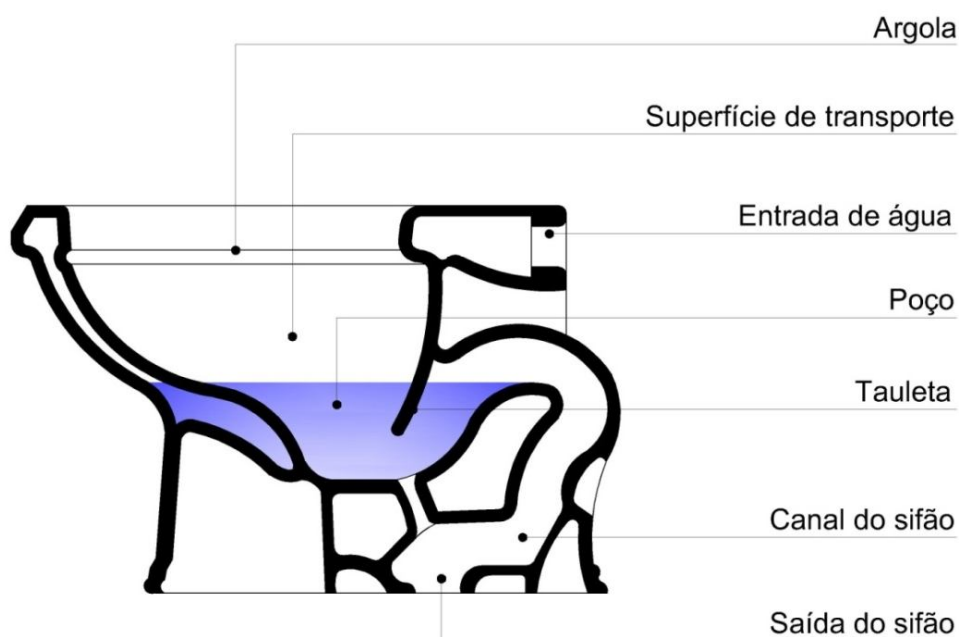 Argola
Superfície de transporte
Entrada de água
Poço
Tauleta
Canal do sifão
Saída do sifão